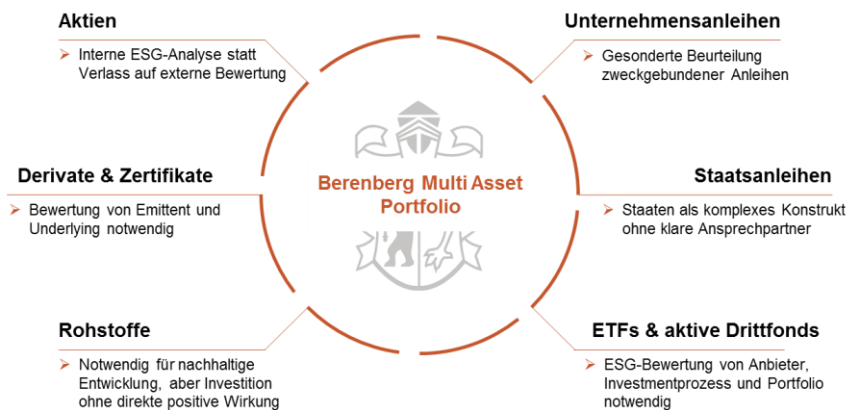 Aktien
➢ Interne ESG-Analyse statt
Verlass auf externe Bewertung
Unternehmensanleihen
➢ Gesonderte Beurteilung
zweckgebundener Anleihen
Derivate & Zertifikate
➢ Bewertung von Emittent und
Underlying notwendig
Berenberg Multi Asset
Portfolio
Staatsanleihen
➢ Staaten als komplexes Konstrukt
ohne klare Ansprechpartner
Rohstoffe
➢ Notwendig für nachhaltige
Entwicklung, aber Investition
ohne direkte positive Wirkung
ETFs & aktive Drittfonds
➢ ESG-Bewertung von Anbieter,
Investmentprozess und Portfolio
notwendig